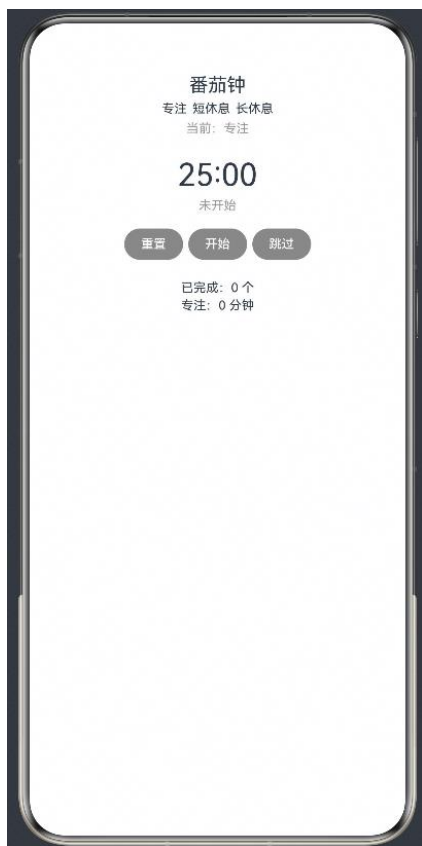 番茄钟
专注 短休息 长休息
当前：专注
25:00
未开始
重置 开始 跳过
已完成：0 个
专注：0 分钟